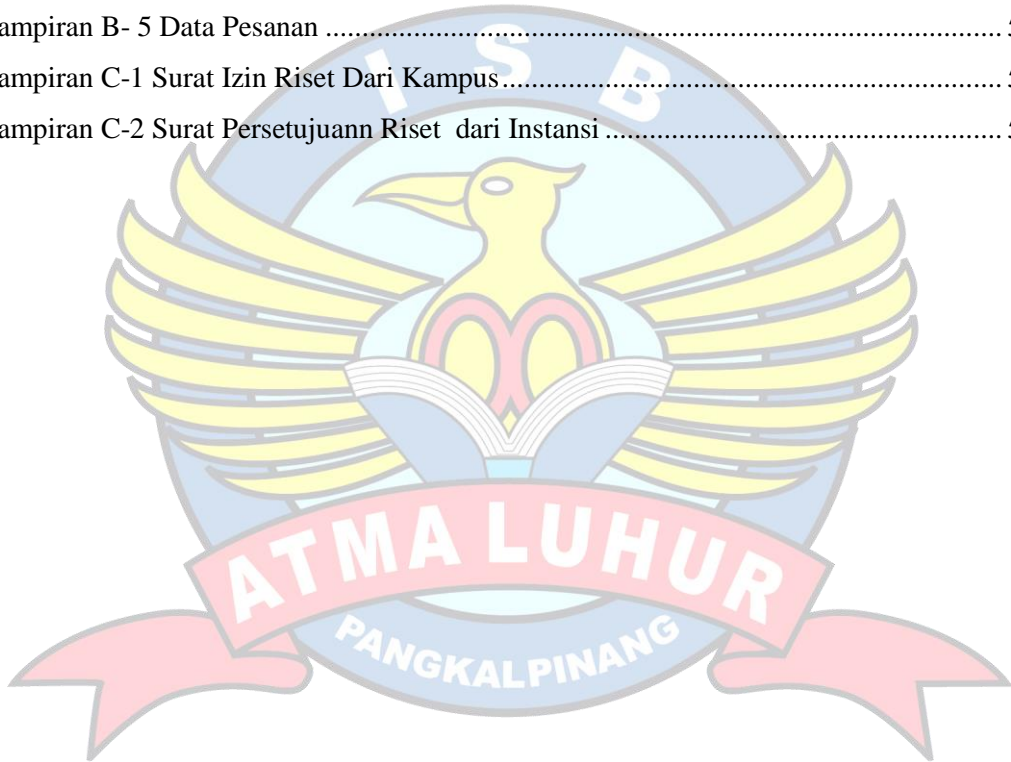 ampiran B- 5 Data Pesanan ..................................................................................... 5
ampiran C-1 Surat Izin Riset Dari Kampus............................................................... 5
ampiran C-2 Surat Persetujuann Riset  dari Instansi .................................................. 5
I S B
ATMA LUHUR
PANGKALPINANG